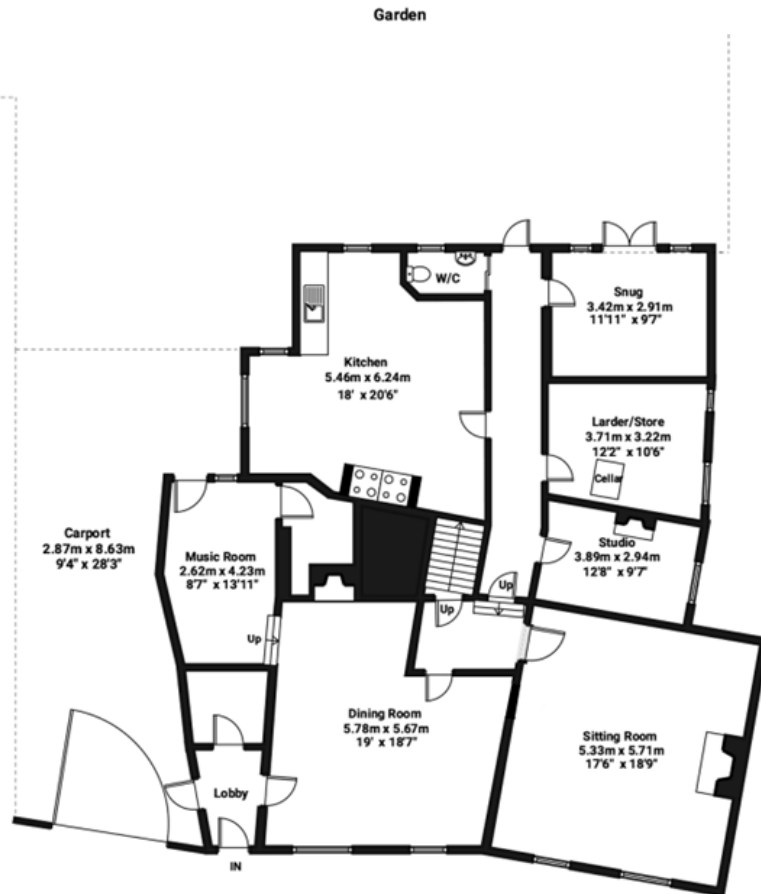 Garden
W/C
Snug
3.42m x 2.91m
11'11" x 9'7"
Kitchen
5.46m x 6.24m
18' x 20'6"
Larder/Store
3.71m x 3.22m
12'2" x 10'6"
Cellar
Carport
2.87m x 8.63m
9'4" x 28'3"
Music Room
2.62m x 4.23m
8'7" x 13'11"
Studio
3.89m x 2.94m
12'8" x 9'7"
Up
Up
Up
Dining Room
5.78m x 5.67m
19' x 18'7"
Sitting Room
5.33m x 5.71m
17'6" x 18'9"
Lobby
IN